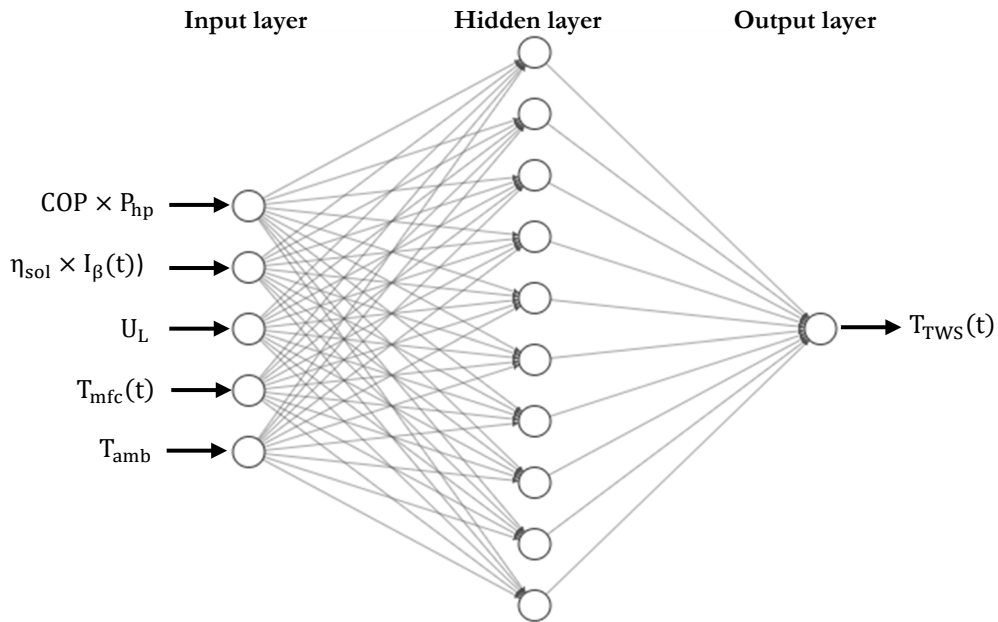 Input layer
Hidden layer
Output layer
COP × P_hp
η_sol × I_β(t))
U_L
T_mfc(t)
T_amb
T_TWS(t)